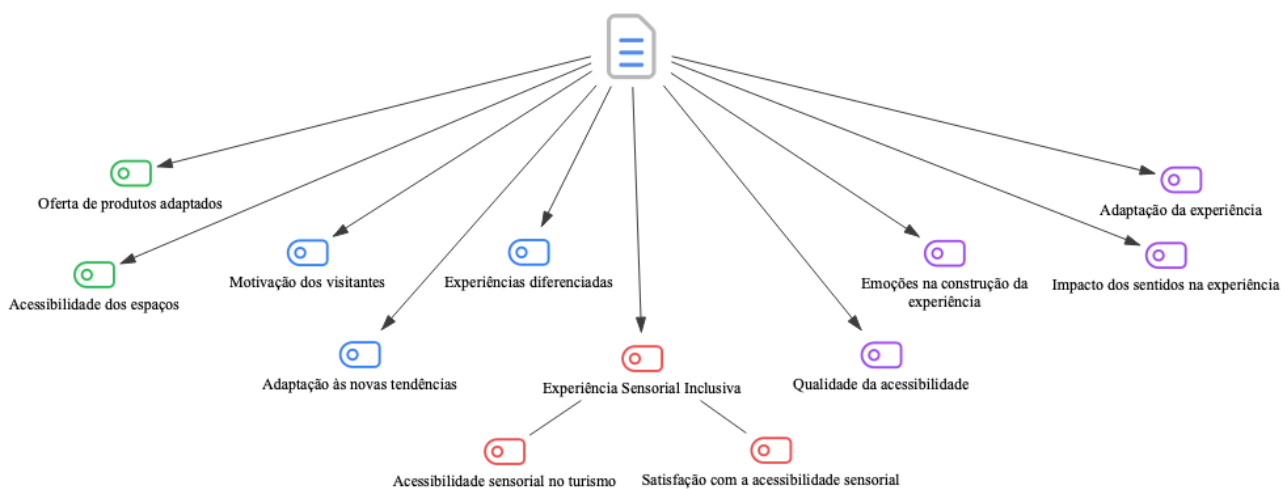 Oferta de produtos adaptados
Adaptação da experiência
Acessibilidade dos espaços
Motivação dos visitantes
Experiências diferenciadas
Emoções na construção da
experiência
Impacto dos sentidos na experiência
Adaptação às novas tendências
Experiência Sensorial Inclusiva
Qualidade da acessibilidade
Acessibilidade sensorial no turismo
Satisfação com a acessibilidade sensorial